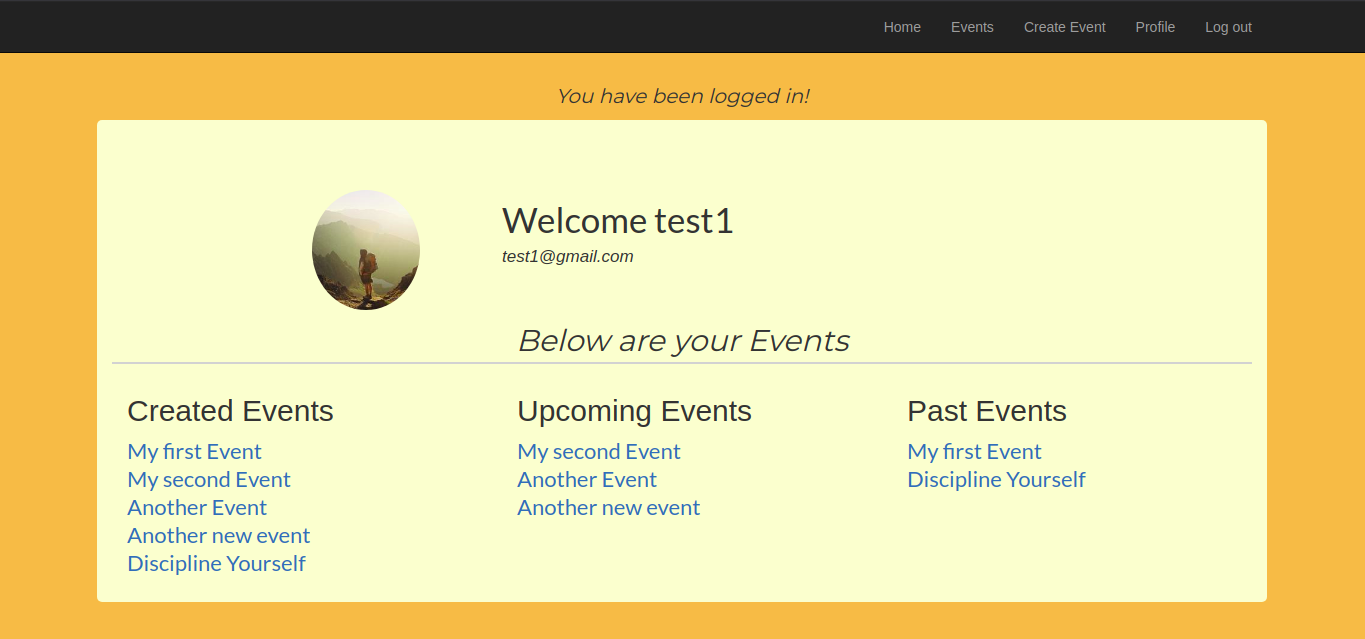 Home Events Create Event Profile Log out
You have been logged in!
Welcome test1
test1@gmail.com
Below are your Events
Created Events
My first Event
My second Event
Another Event
Another new event
Discipline Yourself
Upcoming Events
My second Event
Another Event
Another new event
Past Events
My first Event
Discipline Yourself